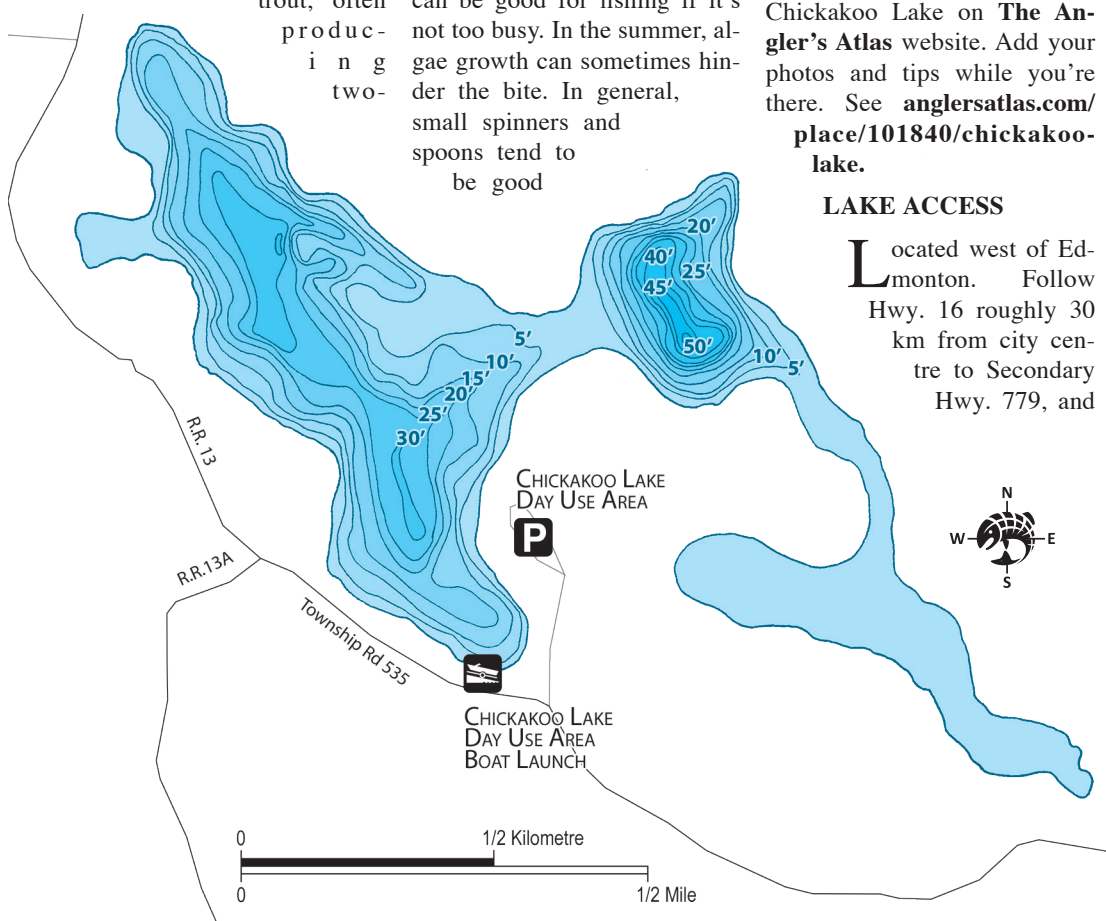 trout, often
produc-
ing
two-
can be good for fishing if it's
not too busy. In the summer, al-
gae growth can sometimes hin-
der the bite. In general,
small spinners and
spoons tend to
be good
Chickakoo Lake on The An-
gler's Atlas website. Add your
photos and tips while you're
there. See anglersatlas.com/
place/101840/chickakoo-
lake.
LAKE ACCESS
Located west of Ed-
monton. Follow
Hwy. 16 roughly 30
km from city cen-
tre to Secondary
Hwy. 779, and
20'
40'
25'
45'
50'
10'
5'
5'
10'
15'
20'
25'
30'
R.R. 13
R.R.13A
Township Rd 535
CHICKAKOO LAKE
DAY USE AREA
P
CHICKAKOO LAKE
DAY USE AREA
BOAT LAUNCH
N
W E
S
0 1/2 Kilometre
0 1/2 Mile